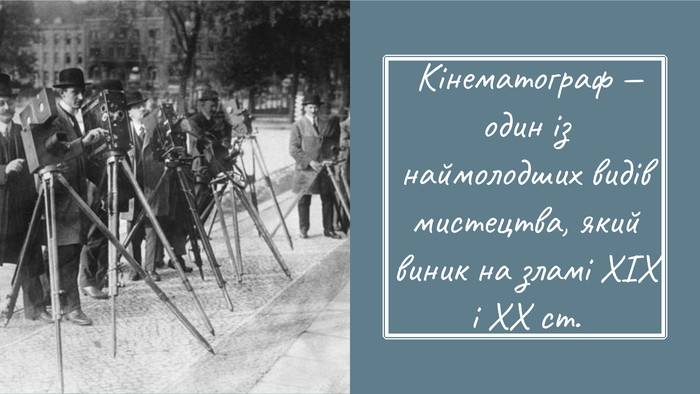 Кінематограф –
один із
наймолодших видів
мистецтва, який
виник на зламі XIX
і XX ст.